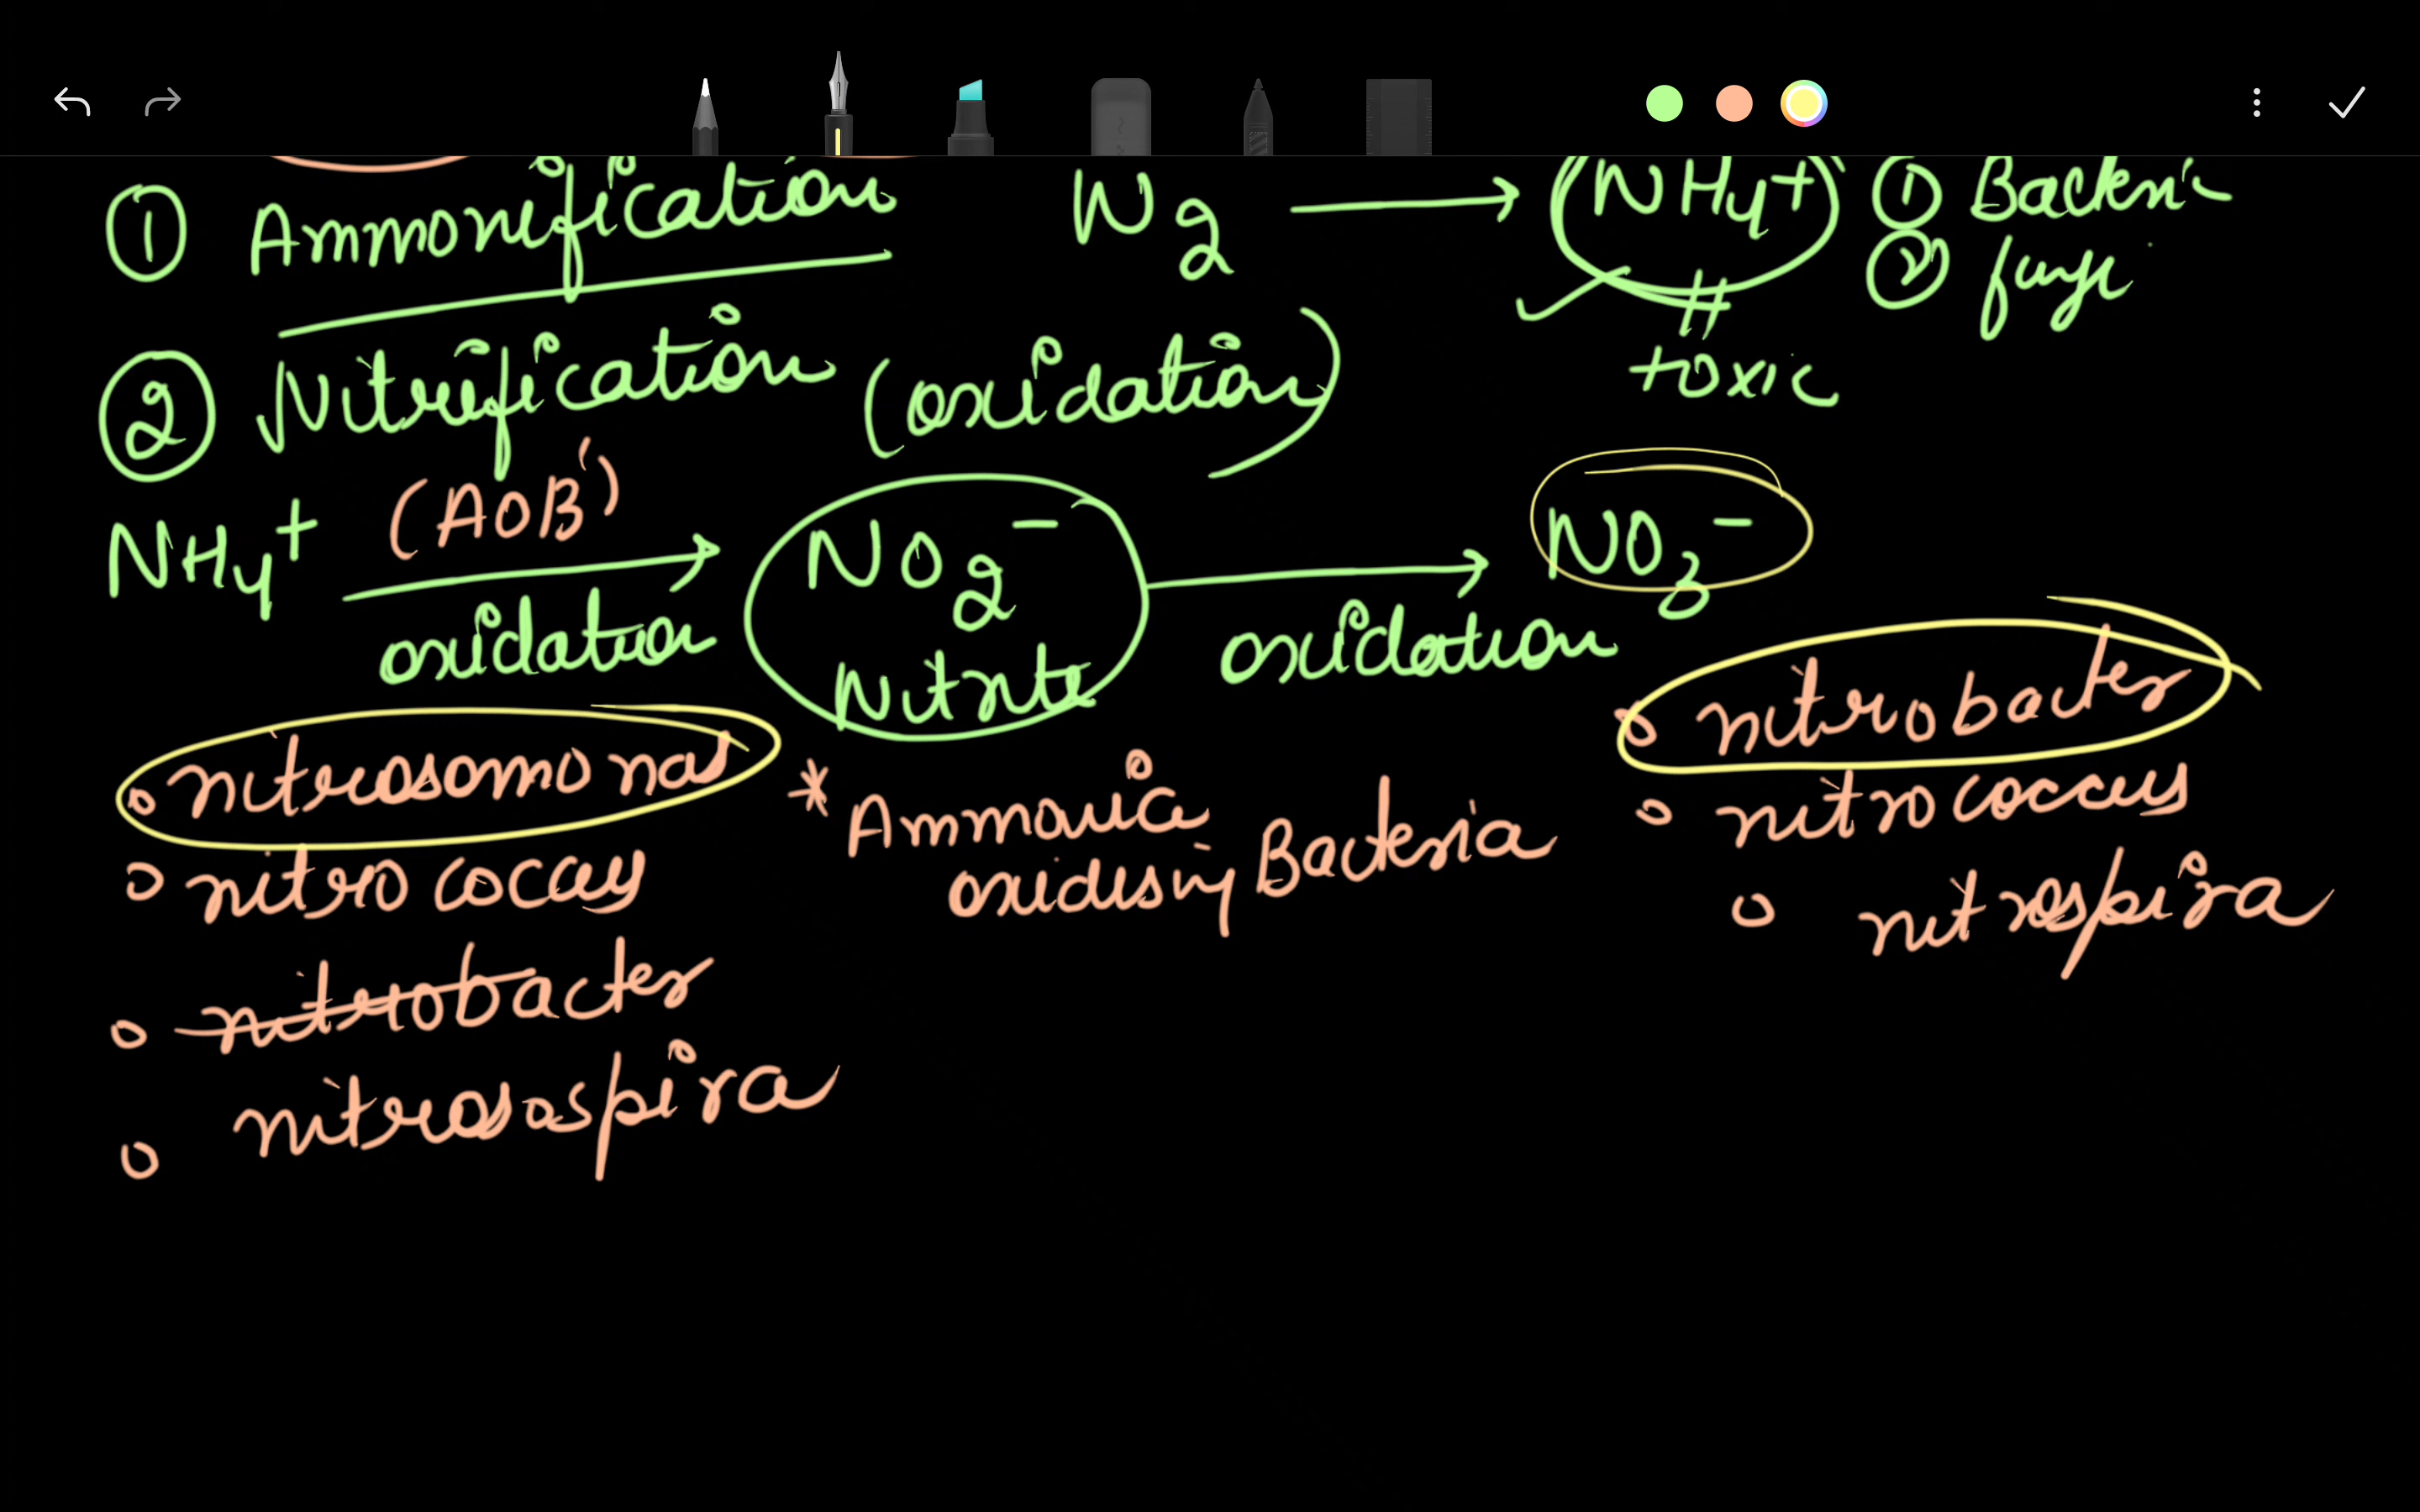 ① Ammonification N2 → (NH4+) ① Bacteri
② fungi
toxic
② Nitrification (oxidation)
NH4+ (AOB) → NO2- → NO3-
oxidation Nitrite oxidation
◦ nitrosomonas
* Ammonia oxidising Bacteria
◦ nitrobacter
◦ nitrococcus
◦ nitrococcus
◦ nitrospira
◦ nitrobacter
◦ nitrosospira